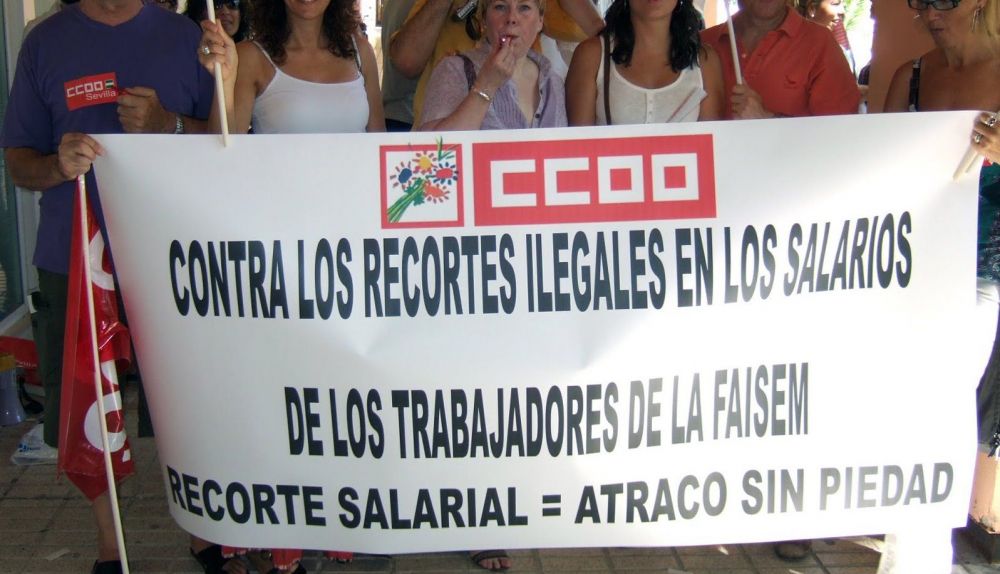 CCOO
Sevilla
CCOO
CONTRA LOS RECORTES ILEGALES EN LOS SALARIOS
DE LOS TRABAJADORES DE LA FAISEM
RECORTE SALARIAL = ATRACO SIN PIEDAD